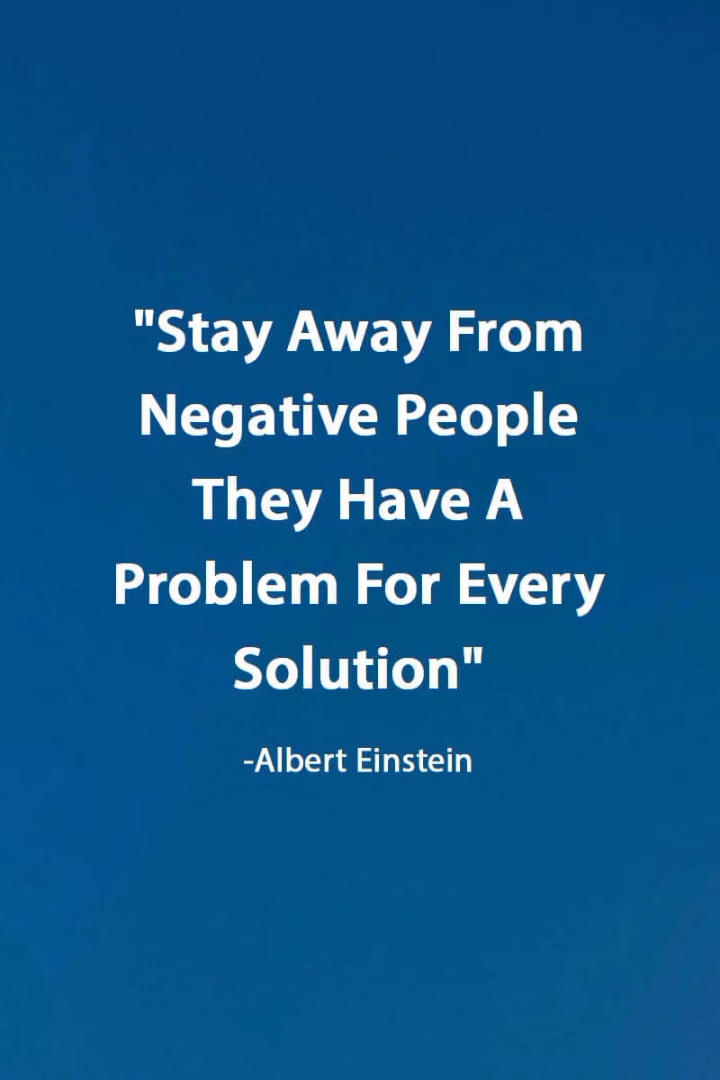 "Stay Away From
Negative People
They Have A
Problem For Every
Solution"
-Albert Einstein